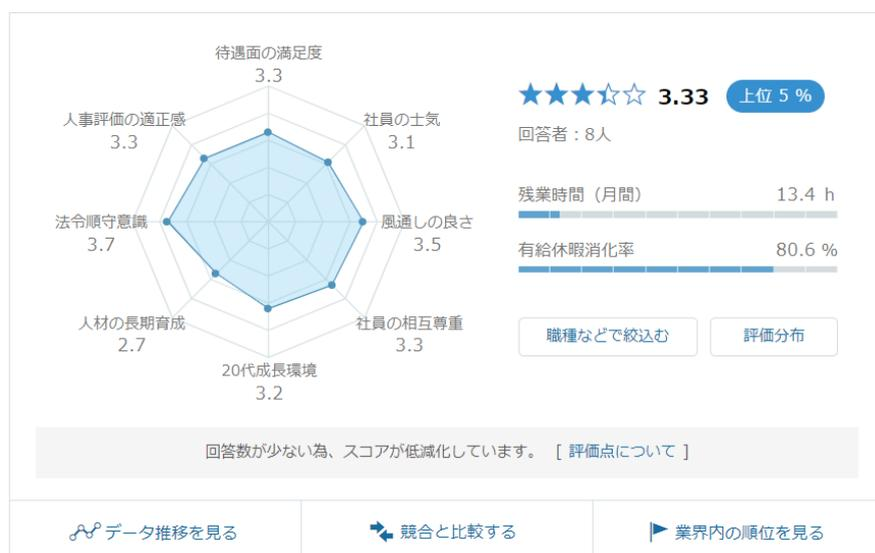 待遇面の満足度
3.3
人事評価の適正感
3.3
社員の士気
3.1
法令順守意識
3.7
風通しの良さ
3.5
人材の長期育成
2.7
社員の相互尊重
3.3
20代成長環境
3.2
3.33 上位 5 %
回答者：8人
残業時間（月間） 13.4 h
有給休暇消化率 80.6 %
職種などで絞込む 評価分布
回答数が少ない為、スコアが低減化しています。 [ 評価点について ]
データ推移を見る 競合と比較する 業界内の順位を見る